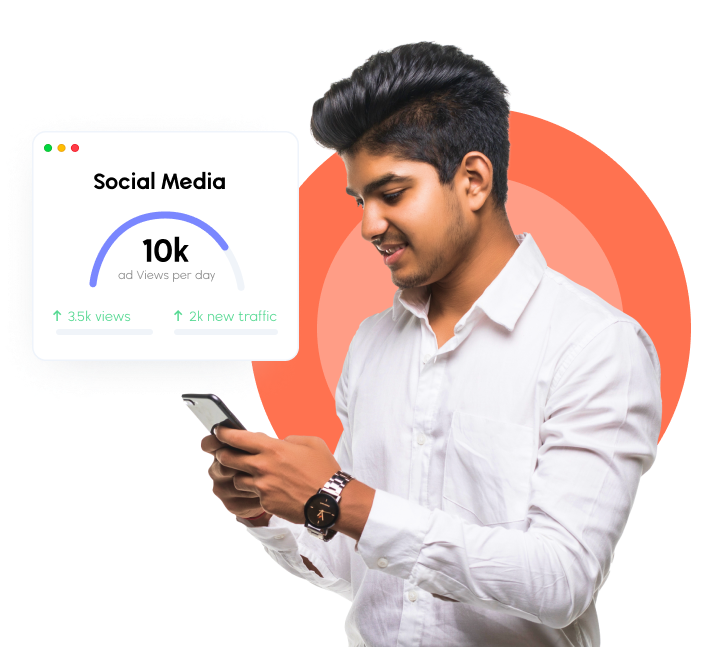 Social Media
10k
ad Views per day
↑ 3.5k views
↑ 2k new traffic